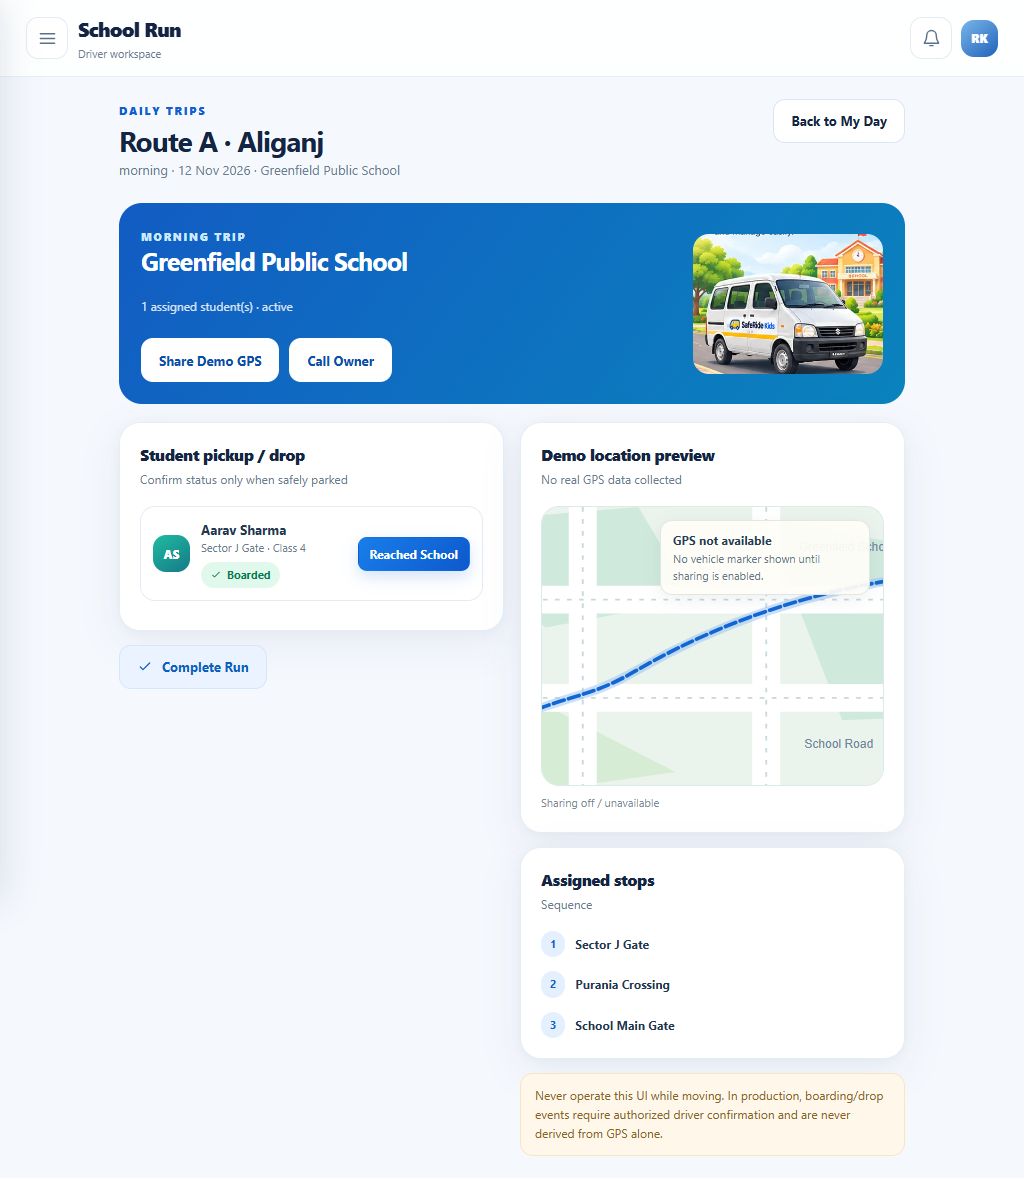 School Run
Driver workspace
RK
DAILY TRIPS
Route A · Aliganj
morning · 12 Nov 2026 · Greenfield Public School
Back to My Day
MORNING TRIP
Greenfield Public School
1 assigned student(s) · active
Share Demo GPS
Call Owner
SCHOOL
SafeRide Kids
Student pickup / drop
Confirm status only when safely parked
AS
Aarav Sharma
Sector J Gate · Class 4
Boarded
Reached School
Complete Run
Demo location preview
No real GPS data collected
GPS not available
No vehicle marker shown until
sharing is enabled.
School Road
Sharing off / unavailable
Assigned stops
Sequence
1 Sector J Gate
2 Purania Crossing
3 School Main Gate
Never operate this UI while moving. In production, boarding/drop
events require authorized driver confirmation and are never
derived from GPS alone.